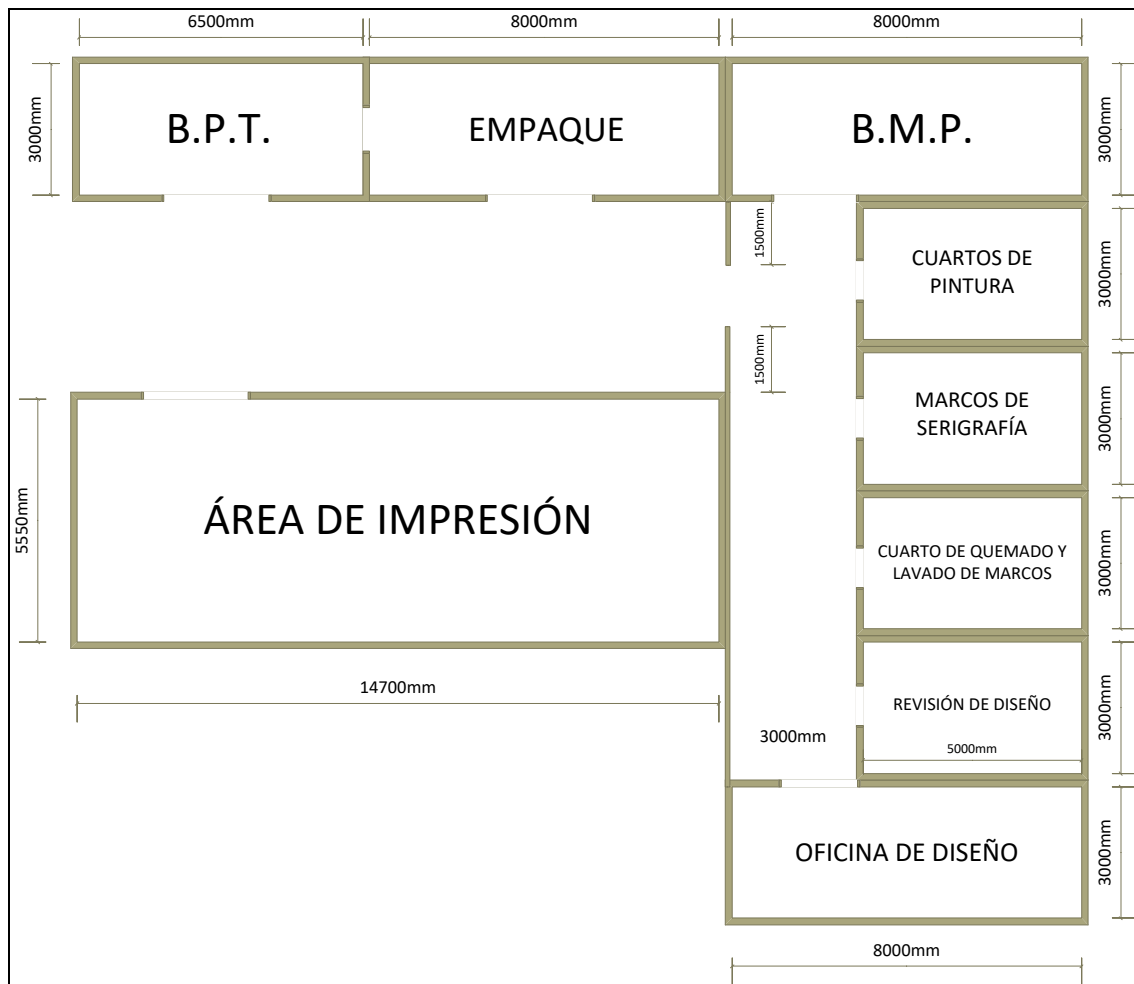 6500mm
8000mm
8000mm
3000mm
B.P.T.
EMPAQUE
B.M.P.
3000mm
1500mm
CUARTOS DE
PINTURA
3000mm
1500mm
MARCOS DE
SERIGRAFÍA
3000mm
5550mm
ÁREA DE IMPRESIÓN
CUARTO DE QUEMADO Y
LAVADO DE MARCOS
3000mm
14700mm
REVISIÓN DE DISEÑO
3000mm
3000mm
5000mm
OFICINA DE DISEÑO
3000mm
8000mm